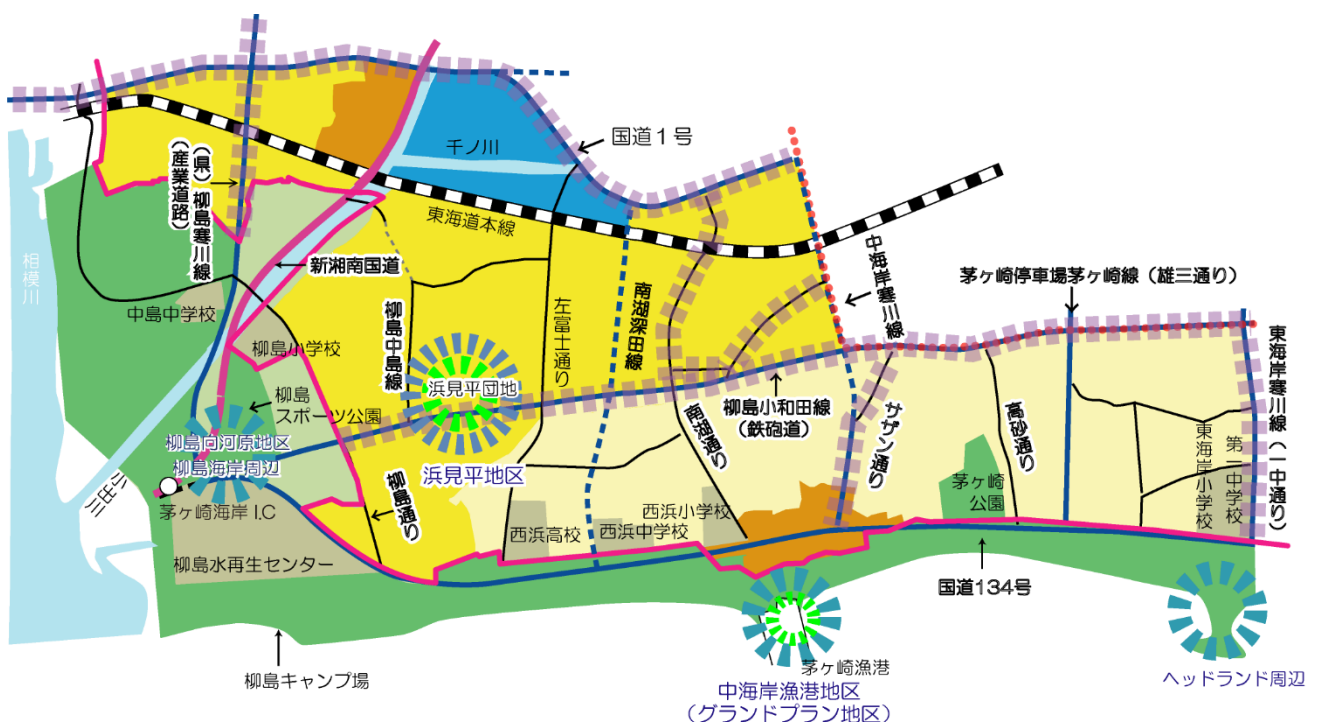 千ノ川
国道1号
(県)柳島寒川線
(産業道路)
東海道本線
相模川
新湘南国道
中海岸寒川線
茅ヶ崎停車場茅ヶ崎線(雄三通り)
中島中学校
柳島小学校
柳島中島線
左富士通り
南湖深田線
東海岸寒川線(一中通り)
浜見平団地
柳島
スポーツ公園
柳島小和田線
(鉄砲道)
サザン通り
高砂通り
柳島向河原地区
柳島海岸周辺
浜見平地区
南湖通り
東海岸小学校
第一中学校
小出川
茅ヶ崎海岸 I.C
柳島通り
西浜高校
西浜中学校
西浜小学校
茅ヶ崎
公園
柳島水再生センター
国道134号
柳島キャンプ場
茅ヶ崎漁港
中海岸漁港地区
(グランドプラン地区)
ヘッドランド周辺